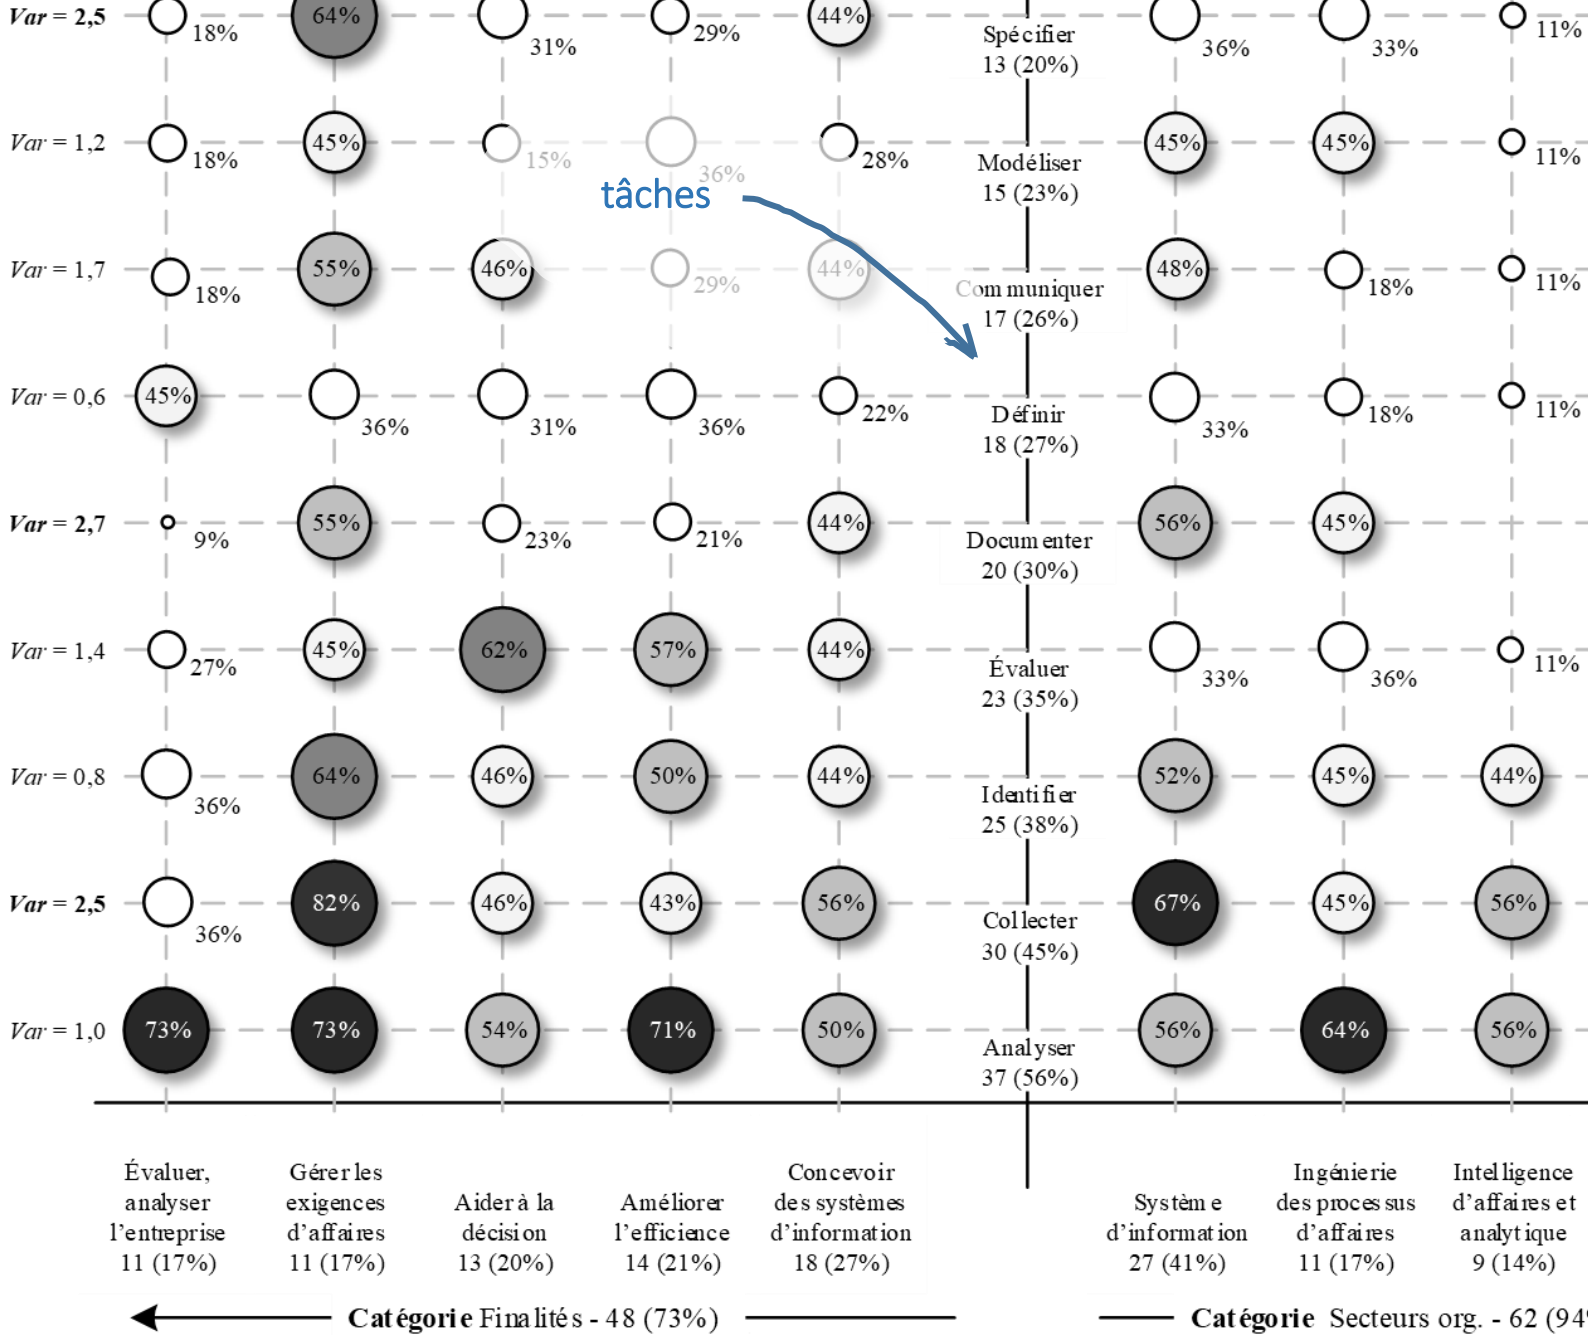 Var = 2,5 18% 64% 31% 29% 44% 36% 33% 11%
Spécifier
13 (20%)
Var = 1,2 18% 45% 15% 36% 28% 45% 45% 11%
Modéliser
15 (23%)
tâches
Var = 1,7 18% 55% 46% 29% 44% 48% 18% 11%
Communiquer
17 (26%)
Var = 0,6 45% 36% 31% 36% 22% 33% 18% 11%
Définir
18 (27%)
Var = 2,7 9% 55% 23% 21% 44% 56% 45%
Documenter
20 (30%)
Var = 1,4 27% 45% 62% 57% 44% 33% 36% 11%
Évaluer
23 (35%)
Var = 0,8 36% 64% 46% 50% 44% 52% 45% 44%
Identifier
25 (38%)
Var = 2,5 36% 82% 46% 43% 56% 67% 45% 56%
Collecter
30 (45%)
Var = 1,0 73% 73% 54% 71% 50% 56% 64% 56%
Analyser
37 (56%)
Évaluer,
analyser
l'entreprise
11 (17%)
Gérer les
exigences
d'affaires
11 (17%)
Aider à la
décision
13 (20%)
Améliorer
l'efficience
14 (21%)
Concevoir
des systèmes
d'information
18 (27%)
Système
d'information
27 (41%)
Ingénierie
des processus
d'affaires
11 (17%)
Intelligence
d'affaires et
analytique
9 (14%)
Catégorie Finalités - 48 (73%)
Catégorie Secteurs org. - 62 (94%